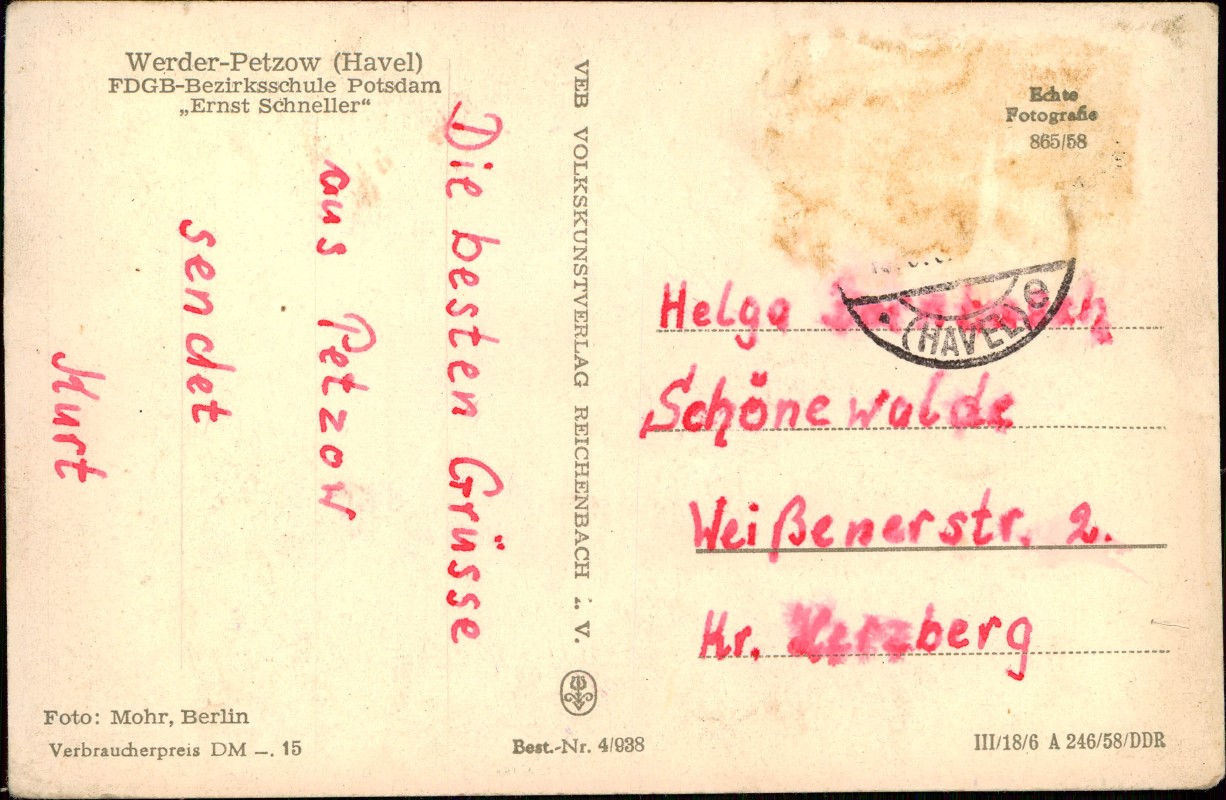 Werder-Petzow (Havel)
FDGB-Bezirksschule Potsdam
„Ernst Schneller“
Die besten Grüsse
aus Petzow
sendet
Kurt
Foto: Mohr, Berlin
Verbraucherpreis DM —. 15
VEB VOLKSKUNSTVERLAG REICHENBACH i. V.
Best.-Nr. 4/938
Echte
Fotografie
865/58
(HAVEL) e
Helga
Schönewalde
Weißenerstr. 2.
Kr. Herzberg
III/18/6 A 246/58/DDR